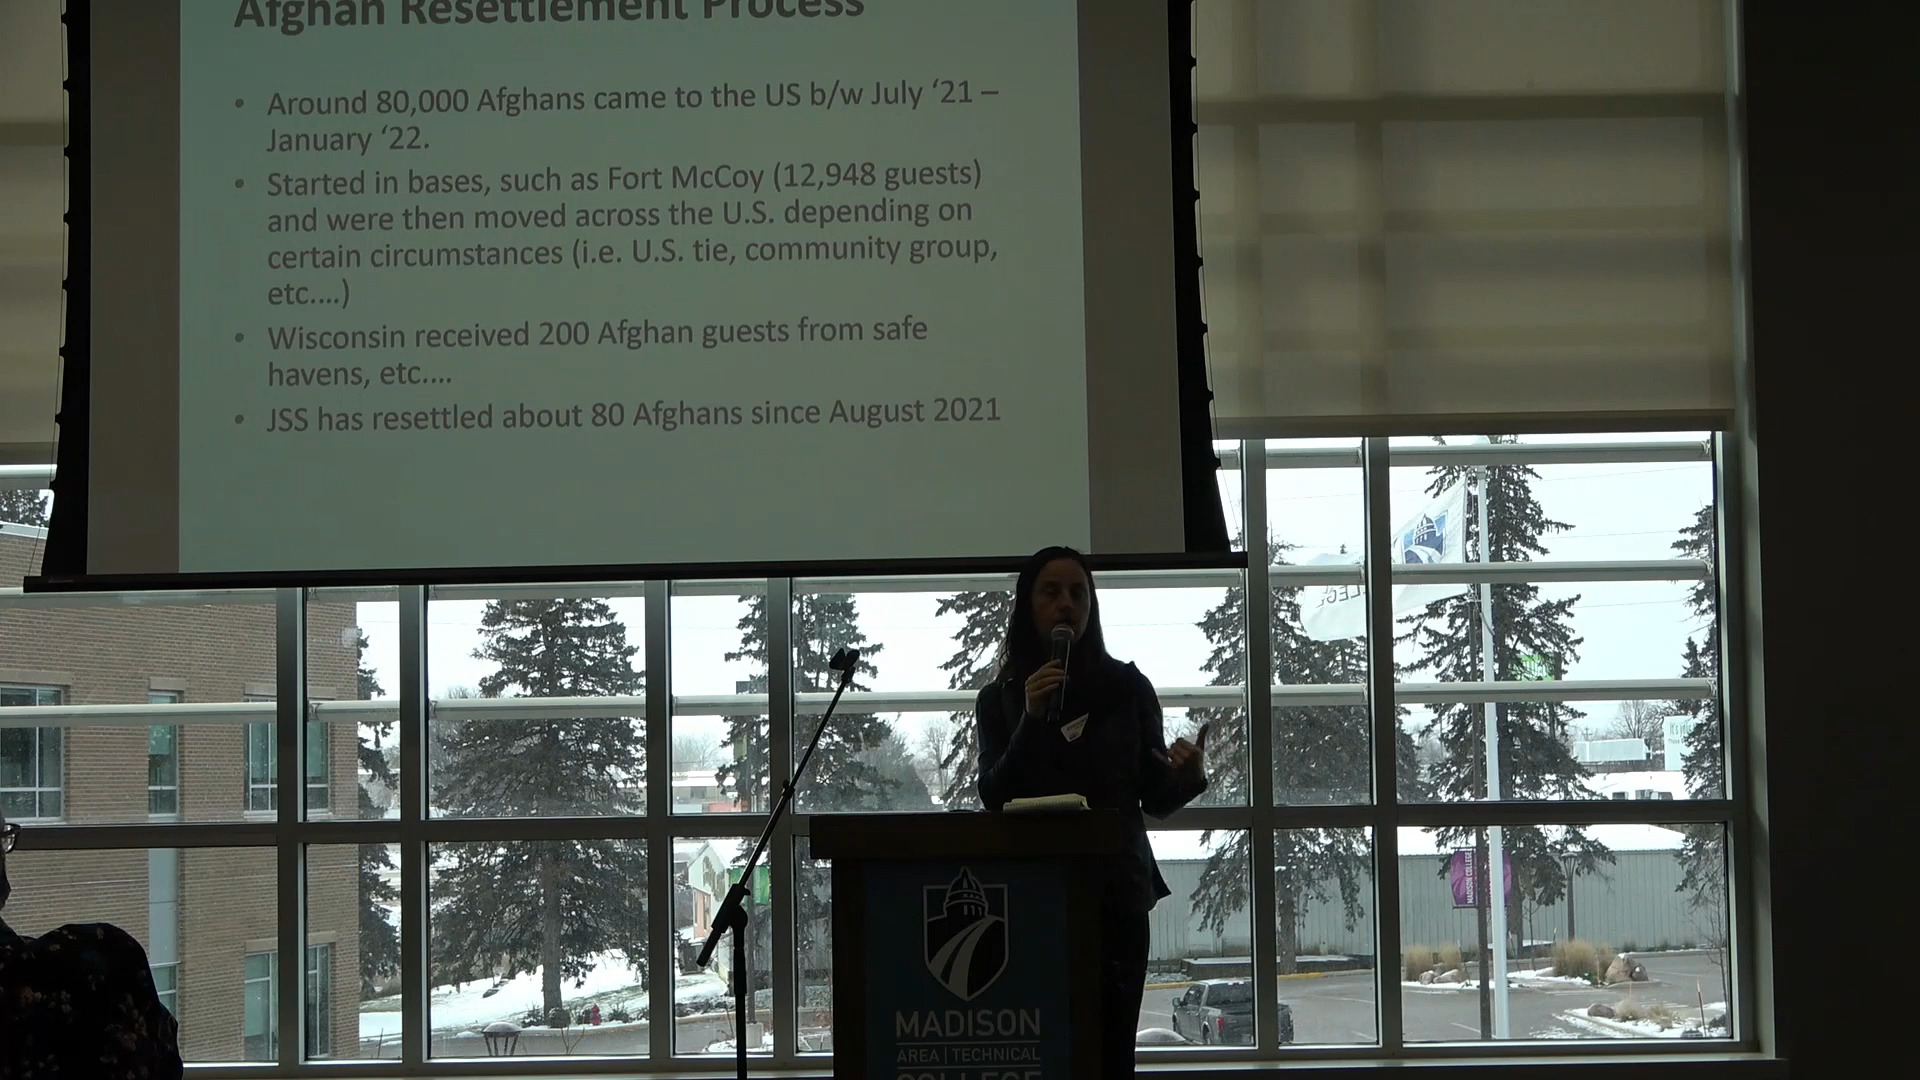 Afghan Resettlement Process
• Around 80,000 Afghans came to the US b/w July ‘21 –
January ‘22.
• Started in bases, such as Fort McCoy (12,948 guests)
and were then moved across the U.S. depending on
certain circumstances (i.e. U.S. tie, community group,
etc....)
• Wisconsin received 200 Afghan guests from safe
havens, etc....
• JSS has resettled about 80 Afghans since August 2021
MADISON COLLEGE
MADISON
AREA | TECHNICAL
COLLEGE